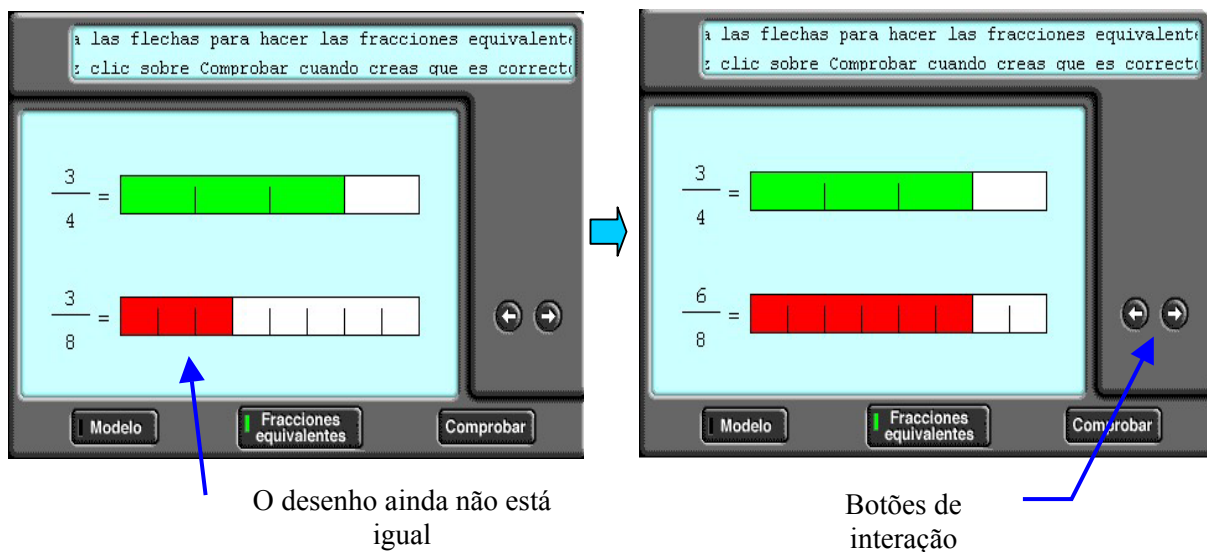 a las flechas para hacer las fracciones equivalente
z clic sobre Comprobar cuando creas que es correcto
3
4
=
3
8
=
Modelo
Fracciones
equivalentes
Comprobar
O desenho ainda não está
igual
a las flechas para hacer las fracciones equivalente
z clic sobre Comprobar cuando creas que es correcto
3
4
=
6
8
=
Modelo
Fracciones
equivalentes
Comprobar
Botões de
interação